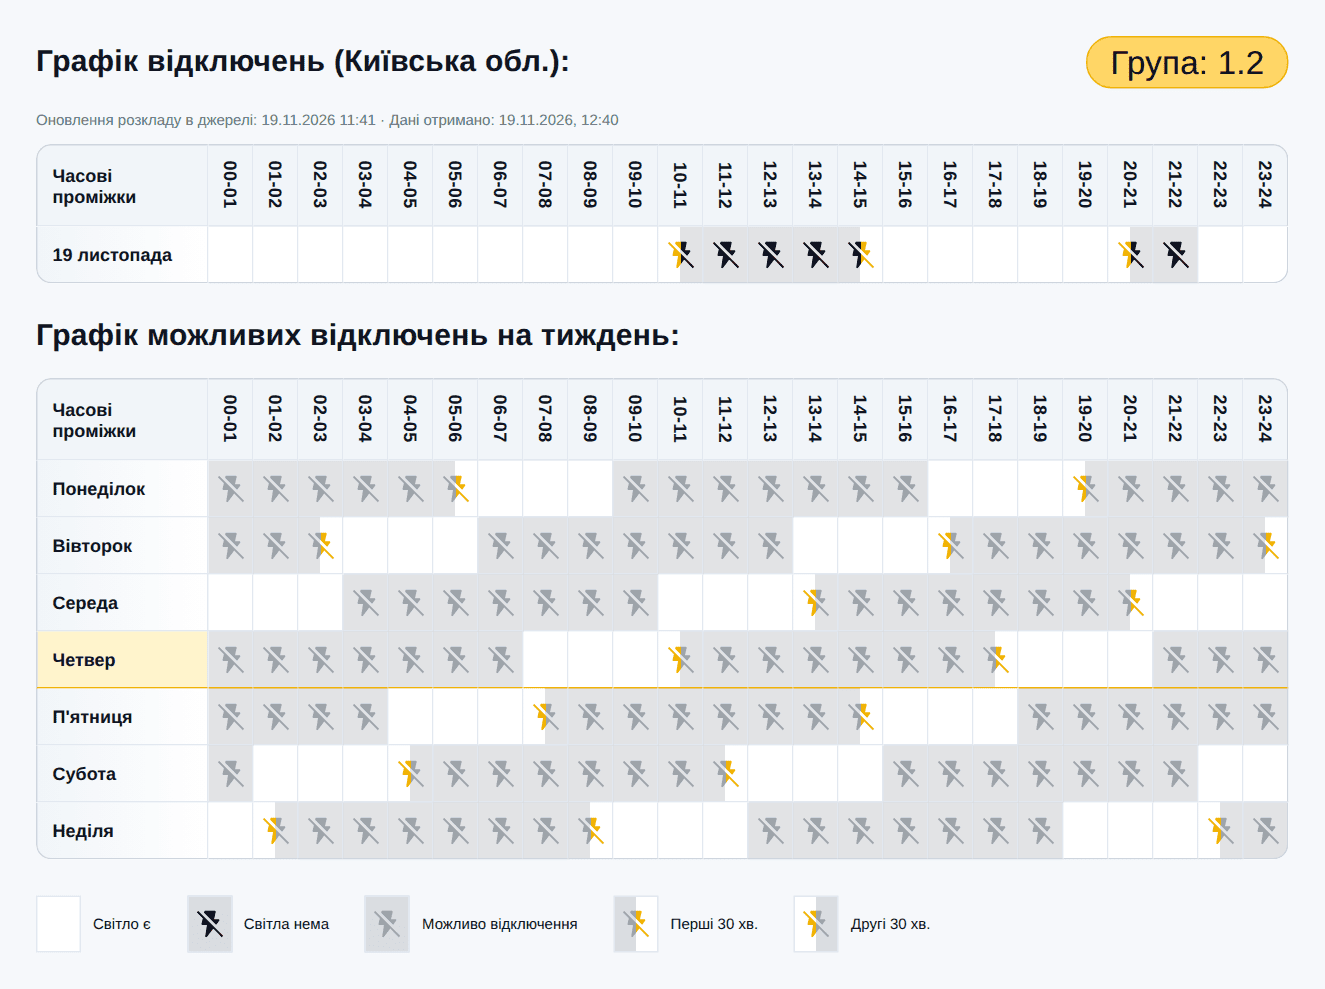 Графік відключень (Київська обл.):
Група: 1.2
Оновлення розкладу в джерелі: 19.11.2026 11:41 · Дані отримано: 19.11.2026, 12:40
Часові
проміжки
00-01 01-02 02-03 03-04 04-05 05-06 06-07 07-08 08-09 09-10 10-11 11-12 12-13 13-14 14-15 15-16 16-17 17-18 18-19 19-20 20-21 21-22 22-23 23-24
19 листопада
Графік можливих відключень на тиждень:
Часові
проміжки
00-01 01-02 02-03 03-04 04-05 05-06 06-07 07-08 08-09 09-10 10-11 11-12 12-13 13-14 14-15 15-16 16-17 17-18 18-19 19-20 20-21 21-22 22-23 23-24
Понеділок
Вівторок
Середа
Четвер
П'ятниця
Субота
Неділя
Світло є Світла нема Можливо відключення Перші 30 хв. Другі 30 хв.